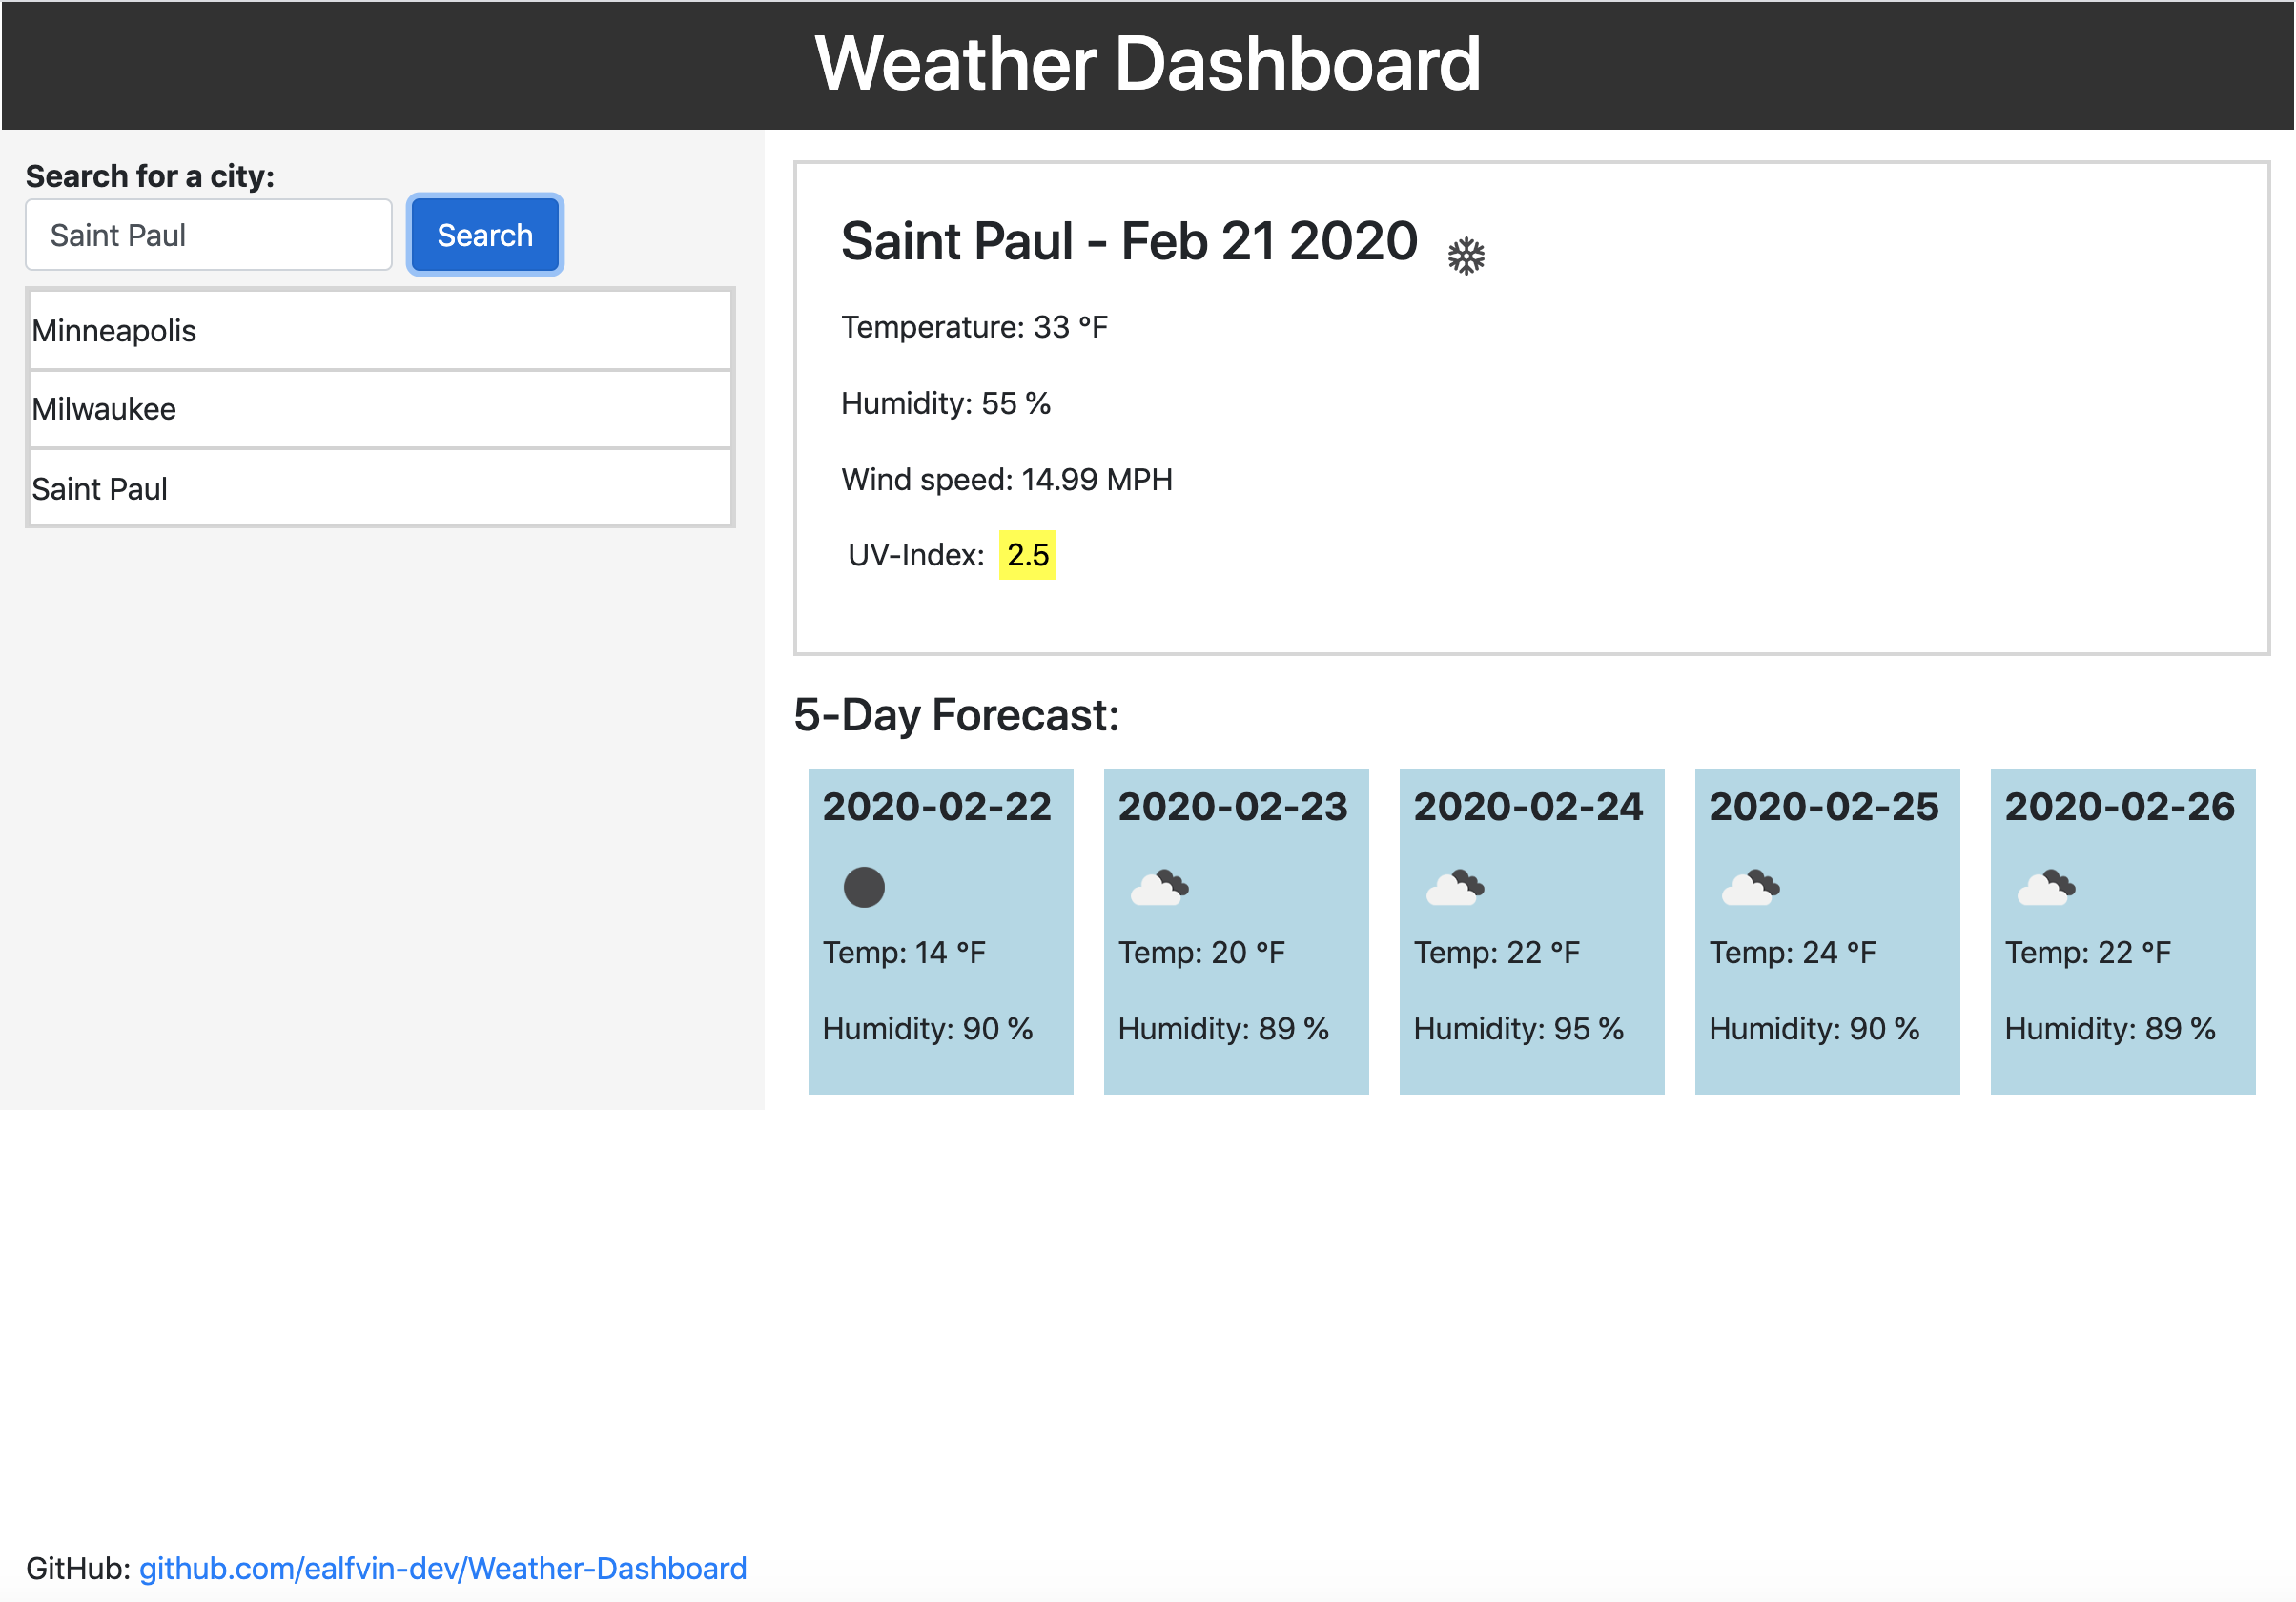 Weather Dashboard
Search for a city:
Saint Paul
Search
Minneapolis
Milwaukee
Saint Paul
Saint Paul - Feb 21 2020
Temperature: 33 °F
Humidity: 55 %
Wind speed: 14.99 MPH
UV-Index: 2.5
5-Day Forecast:
2020-02-22
Temp: 14 °F
Humidity: 90 %
2020-02-23
Temp: 20 °F
Humidity: 89 %
2020-02-24
Temp: 22 °F
Humidity: 95 %
2020-02-25
Temp: 24 °F
Humidity: 90 %
2020-02-26
Temp: 22 °F
Humidity: 89 %
GitHub: github.com/ealfvin-dev/Weather-Dashboard